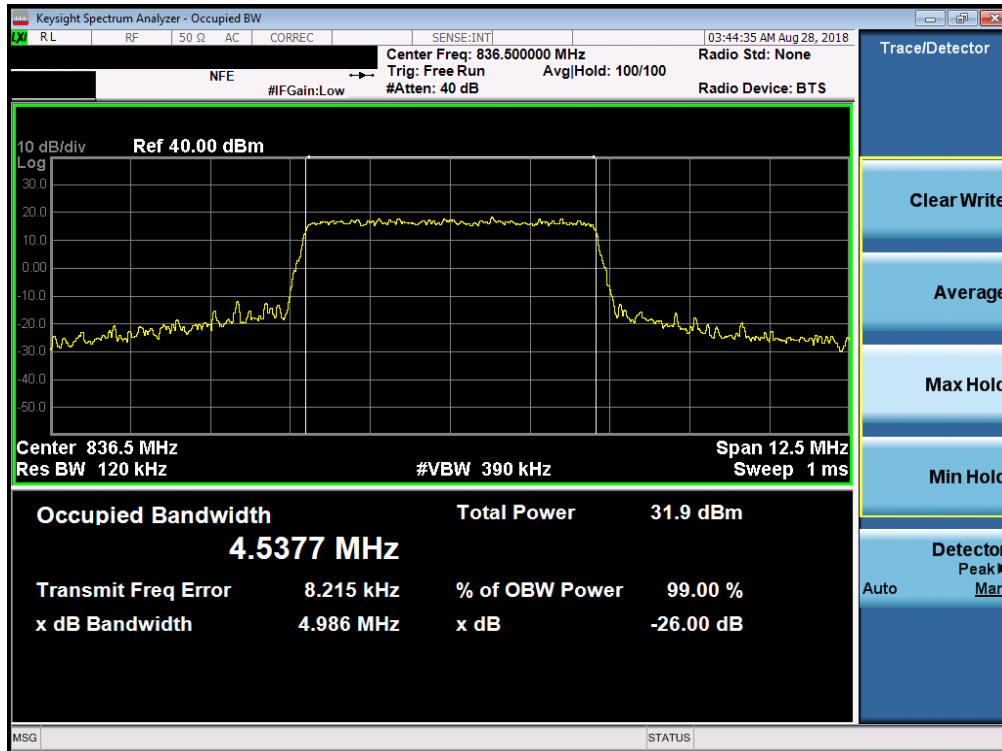 Keysight Spectrum Analyzer - Occupied BW
LXI RL RF 50 Ω AC CORREC SENSE:INT 03:44:35 AM Aug 28, 2018
Center Freq: 836.500000 MHz Radio Std: None
NFE Trig: Free Run Avg|Hold: 100/100
#IFGain:Low #Atten: 40 dB Radio Device: BTS
Trace/Detector
10 dB/div Ref 40.00 dBm
Log
30.0
20.0
10.0
0.00
-10.0
-20.0
-30.0
-40.0
-50.0
Center 836.5 MHz Span 12.5 MHz
Res BW 120 kHz #VBW 390 kHz Sweep 1 ms
Occupied Bandwidth Total Power 31.9 dBm
4.5377 MHz
Transmit Freq Error 8.215 kHz % of OBW Power 99.00 %
x dB Bandwidth 4.986 MHz x dB -26.00 dB
Clear Write
Average
Max Hold
Min Hold
Detector
Peak
Auto Man
MSG STATUS